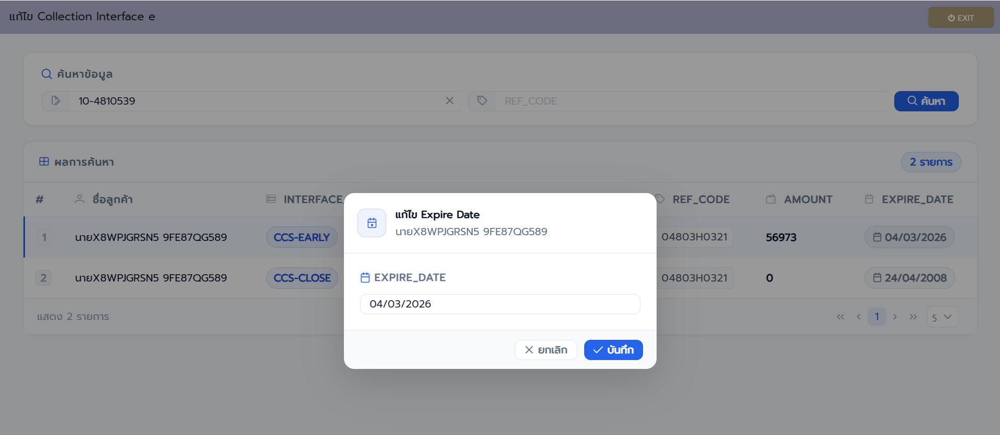 แก้ไข Collection Interface e
EXIT
ค้นหาข้อมูล
10-4810539
REF_CODE
ค้นหา
ผลการค้นหา
2 รายการ
# ชื่อลูกค้า INTERFACE_ REF_CODE AMOUNT EXPIRE_DATE
1 นายX8WPJGRSN5 9FE87QG589 CCS-EARLY 04803H0321 56973 04/03/2026
2 นายX8WPJGRSN5 9FE87QG589 CCS-CLOSE 04803H0321 0 24/04/2008
แสดง 2 รายการ
« ‹ 1 › » 5
แก้ไข Expire Date
นายX8WPJGRSN5 9FE87QG589
EXPIRE_DATE
04/03/2026
ยกเลิก
บันทึก